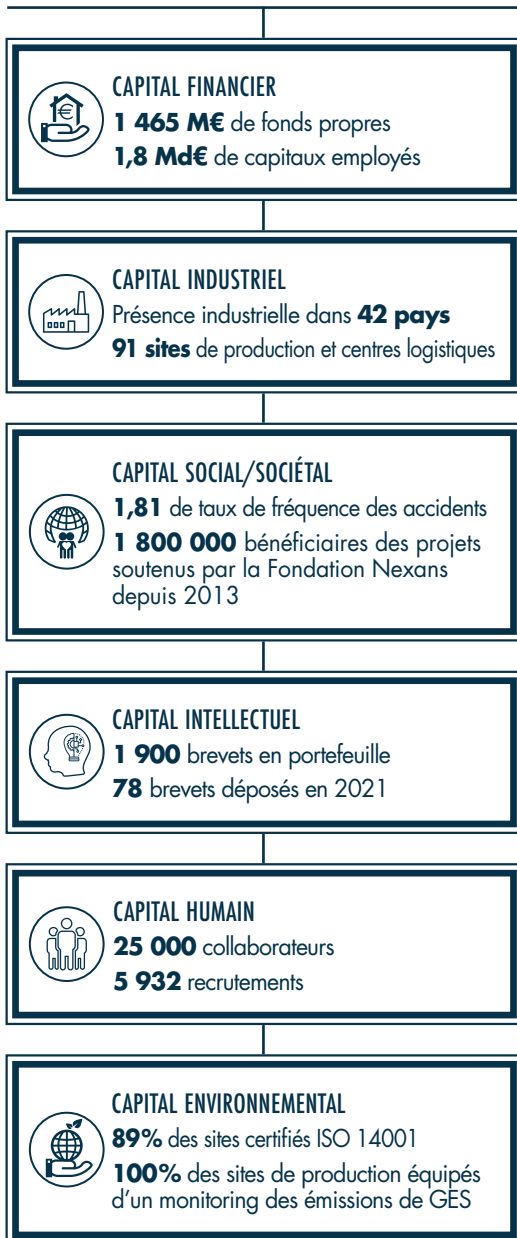 CAPITAL FINANCIER
1 465 M€ de fonds propres
1,8 Md€ de capitaux employés
CAPITAL INDUSTRIEL
Présence industrielle dans 42 pays
91 sites de production et centres logistiques
CAPITAL SOCIAL/SOCIÉTAL
1,81 de taux de fréquence des accidents
1 800 000 bénéficiaires des projets
soutenus par la Fondation Nexans
depuis 2013
CAPITAL INTELLECTUEL
1 900 brevets en portefeuille
78 brevets déposés en 2021
CAPITAL HUMAIN
25 000 collaborateurs
5 932 recrutements
CAPITAL ENVIRONNEMENTAL
89% des sites certifiés ISO 14001
100% des sites de production équipés
d’un monitoring des émissions de GES